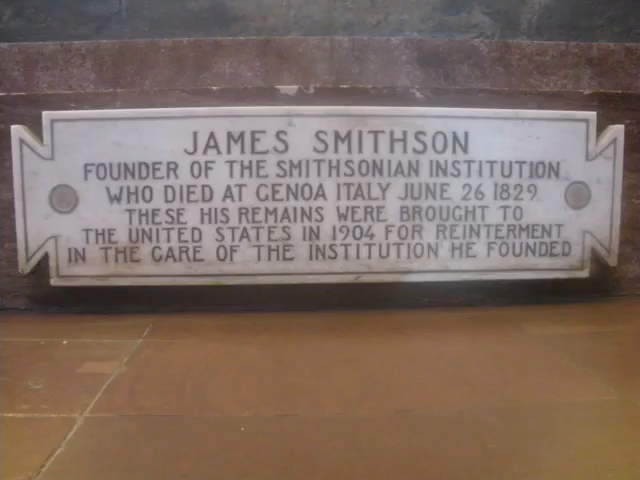 JAMES SMITHSON
FOUNDER OF THE SMITHSONIAN INSTITUTION
WHO DIED AT GENOA ITALY JUNE 26 1829
THESE HIS REMAINS WERE BROUGHT TO
THE UNITED STATES IN 1904 FOR REINTERMENT
IN THE CARE OF THE INSTITUTION HE FOUNDED